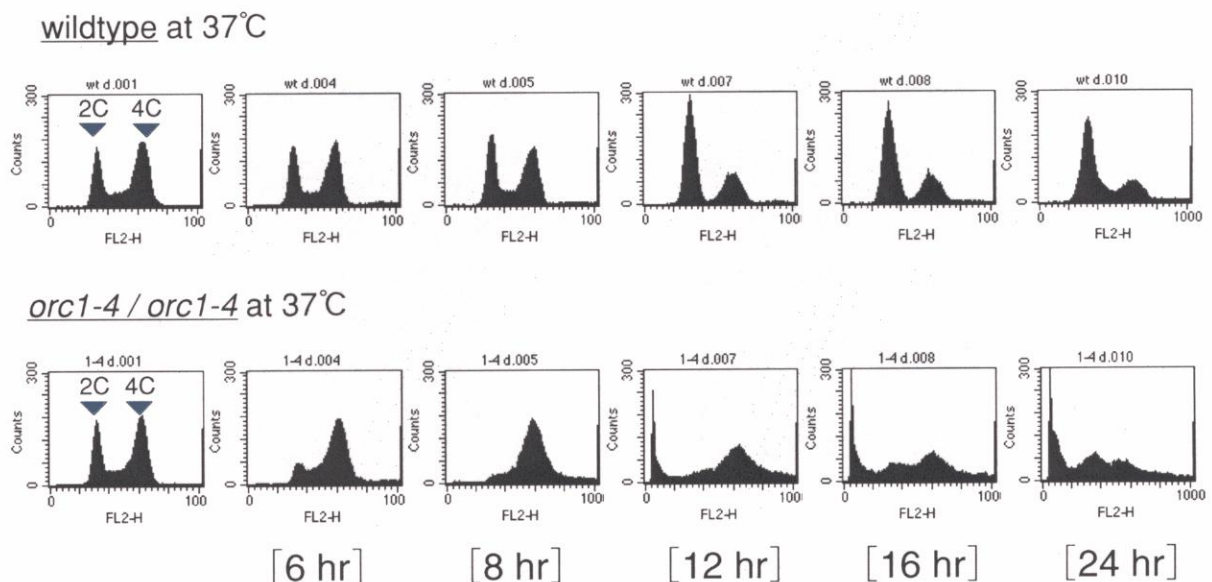 wildtype at 37℃
wt d.001 wt d.004 wt d.005 wt d.007 wt d.008 wt d.010
300 300 300 300 300 300
2C 4C
Counts Counts Counts Counts Counts Counts
0 0 0 0 0 0
0 100 0 100 0 100 0 100 0 100 0 1000
FL2-H FL2-H FL2-H FL2-H FL2-H FL2-H
orc1-4 / orc1-4 at 37℃
1-4 d.001 1-4 d.004 1-4 d.005 1-4 d.007 1-4 d.008 1-4 d.010
300 300 300 300 300 300
2C 4C
Counts Counts Counts Counts Counts Counts
0 0 0 0 0 0
0 100 0 100 0 100 0 100 0 100 0 1000
FL2-H FL2-H FL2-H FL2-H FL2-H FL2-H
[6 hr] [8 hr] [12 hr] [16 hr] [24 hr]